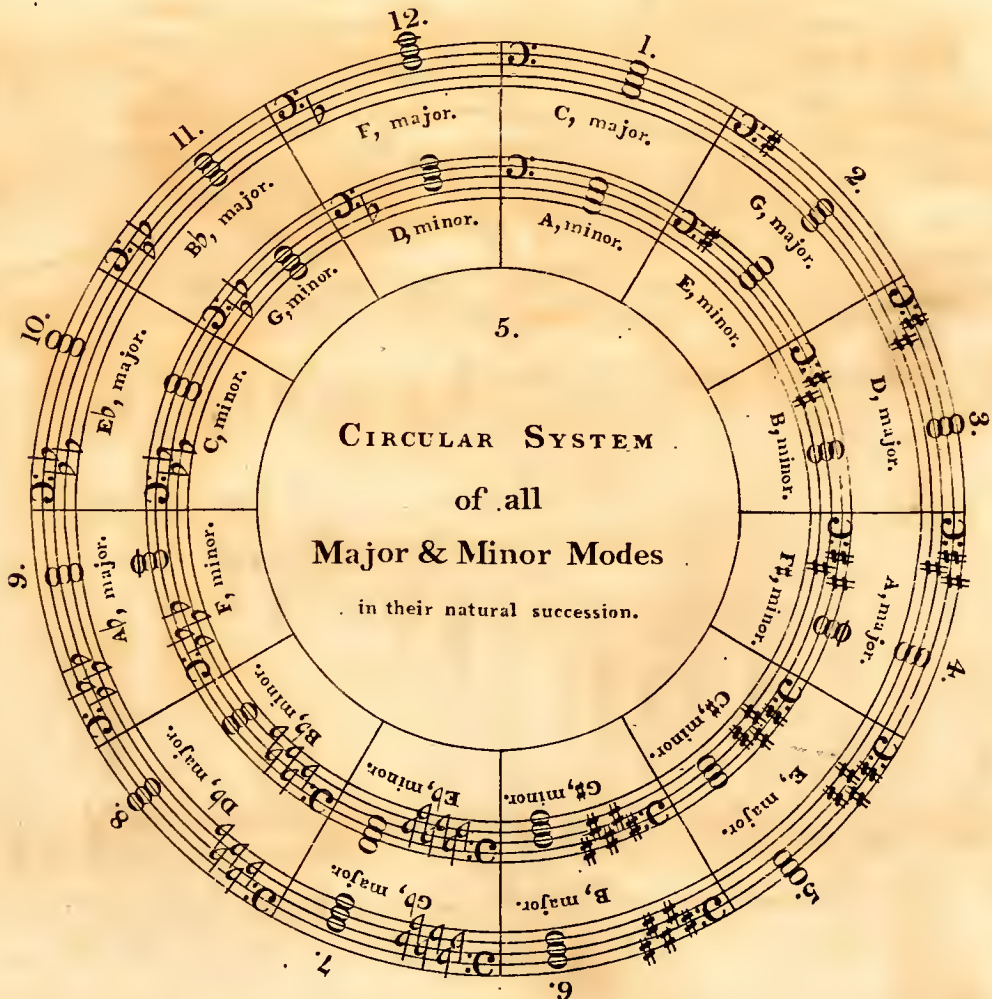 12.
1.
2.
3.
4.
5.
6.
7.
8.
9.
10.
11.
C, major.
G, major.
D, major.
A, major.
E, major.
B, major.
G♭, major.
D♭, major.
A♭, major.
E♭, major.
B♭, major.
F, major.
A, minor.
E, minor.
B, minor.
F♯, minor.
C♯, minor.
G♯, minor.
E♭, minor.
B♭, minor.
F, minor.
C, minor.
G, minor.
D, minor.
5.
CIRCULAR SYSTEM
of all
Major & Minor Modes
in their natural succession.